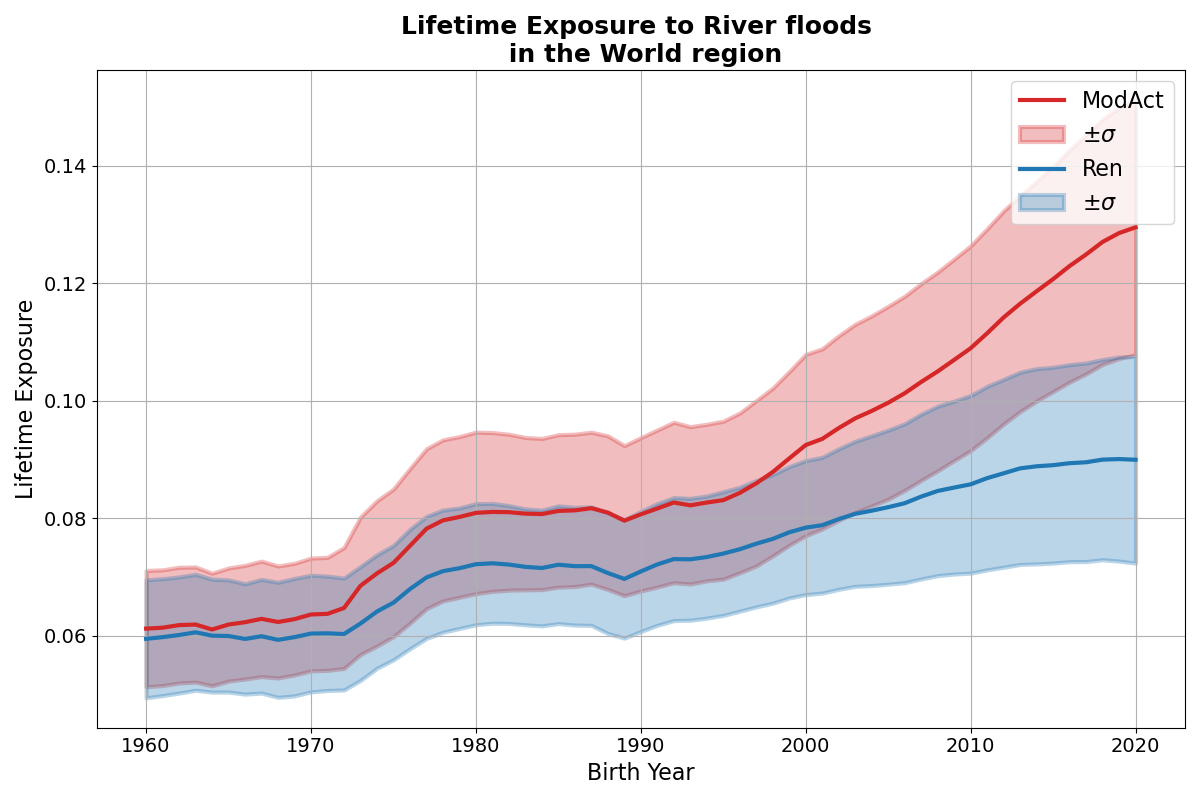 Lifetime Exposure to River floods
in the World region
ModAct
±σ
Ren
±σ
Lifetime Exposure
0.14
0.12
0.10
0.08
0.06
1960 1970 1980 1990 2000 2010 2020
Birth Year